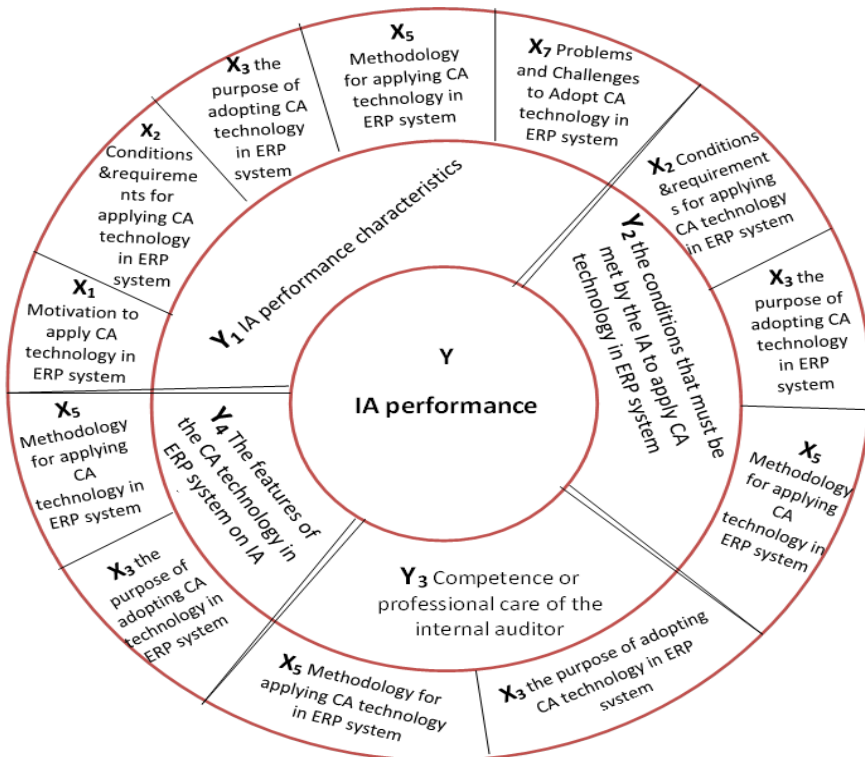 X5
Methodology
for applying CA
technology in
ERP system
X7 Problems
and Challenges
to Adopt CA
technology in
ERP system
X3 the
purpose of
adopting CA
technology
in ERP
system
X2
Conditions
&requireme
nts for
applying CA
technology
in ERP
system
X1
Motivation to
apply CA
technology in
ERP system
X2 Conditions
&requirement
s for applying
CA technology
in ERP system
X3 the
purpose of
adopting CA
technology
in ERP
system
X5
Methodology
for applying
CA
technology in
ERP system
X3 the purpose of adopting
CA technology in ERP
system
X5 Methodology for
applying CA technology
in ERP system
X3 the
purpose of
adopting CA
technology in
ERP system
X5
Methodology
for applying
CA
technology in
ERP system
Y1 IA performance characteristics
Y2 the conditions that must be
met by the IA to apply CA
technology in ERP system
Y3 Competence or
professional care of the
internal auditor
Y4 The features of
the CA technology in
ERP system on IA
Y
IA performance